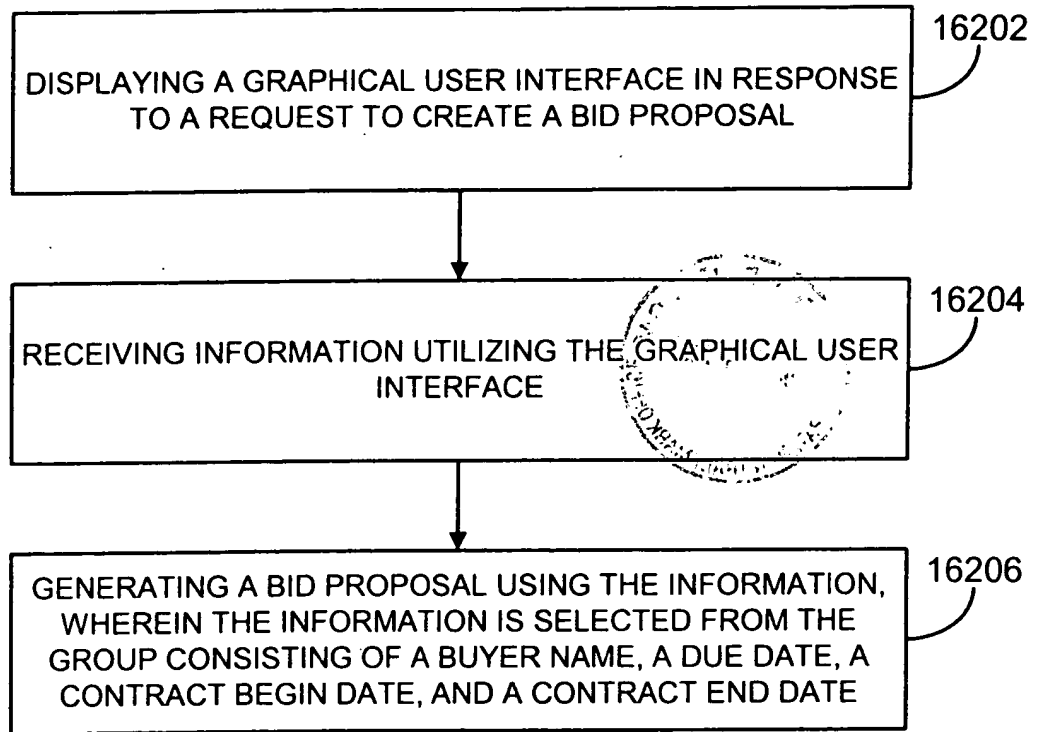 16202
DISPLAYING A GRAPHICAL USER INTERFACE IN RESPONSE
TO A REQUEST TO CREATE A BID PROPOSAL
16204
RECEIVING INFORMATION UTILIZING THE GRAPHICAL USER
INTERFACE
16206
GENERATING A BID PROPOSAL USING THE INFORMATION,
WHEREIN THE INFORMATION IS SELECTED FROM THE
GROUP CONSISTING OF A BUYER NAME, A DUE DATE, A
CONTRACT BEGIN DATE, AND A CONTRACT END DATE